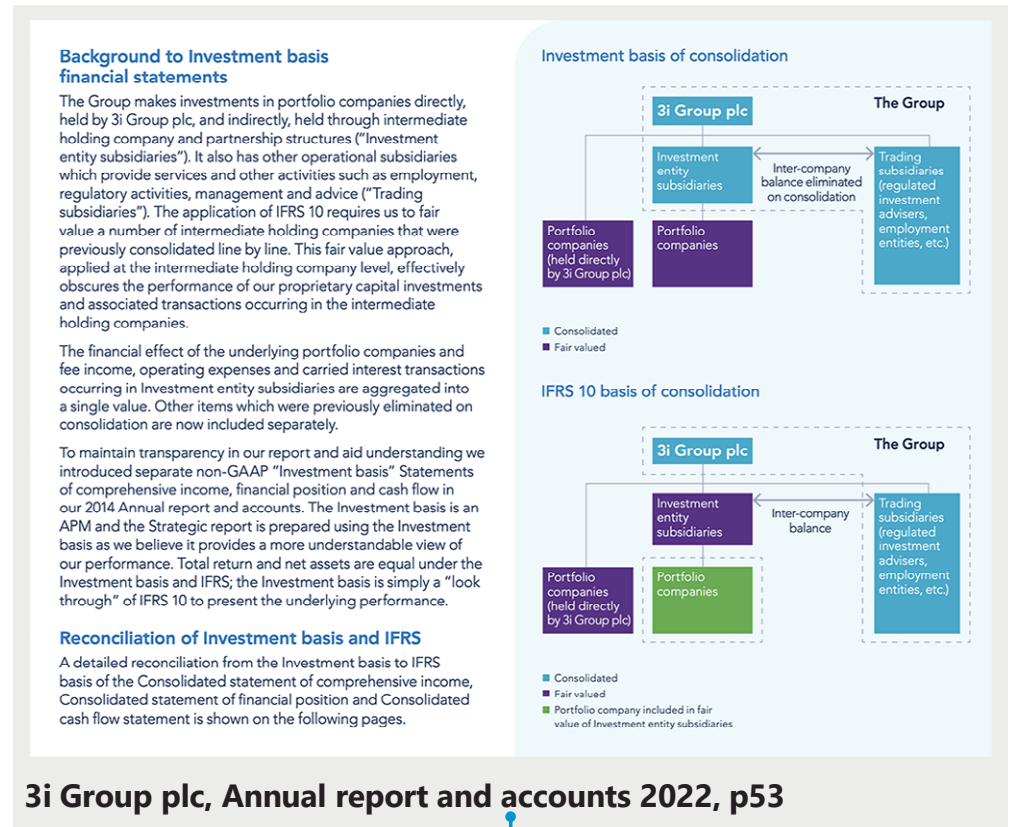 Background to Investment basis
financial statements
The Group makes investments in portfolio companies directly,
held by 3i Group plc, and indirectly, held through intermediate
holding company and partnership structures (“Investment
entity subsidiaries”). It also has other operational subsidiaries
which provide services and other activities such as employment,
regulatory activities, management and advice (“Trading
subsidiaries”). The application of IFRS 10 requires us to fair
value a number of intermediate holding companies that were
previously consolidated line by line. This fair value approach,
applied at the intermediate holding company level, effectively
obscures the performance of our proprietary capital investments
and associated transactions occurring in the intermediate
holding companies.
The financial effect of the underlying portfolio companies and
fee income, operating expenses and carried interest transactions
occurring in Investment entity subsidiaries are aggregated into
a single value. Other items which were previously eliminated on
consolidation are now included separately.
To maintain transparency in our report and aid understanding we
introduced separate non-GAAP “Investment basis” Statements
of comprehensive income, financial position and cash flow in
our 2014 Annual report and accounts. The Investment basis is an
APM and the Strategic report is prepared using the Investment
basis as we believe it provides a more understandable view of
our performance. Total return and net assets are equal under the
Investment basis and IFRS; the Investment basis is simply a “look
through” of IFRS 10 to present the underlying performance.
Reconciliation of Investment basis and IFRS
A detailed reconciliation from the Investment basis to IFRS
basis of the Consolidated statement of comprehensive income,
Consolidated statement of financial position and Consolidated
cash flow statement is shown on the following pages.
Investment basis of consolidation
The Group
3i Group plc
Investment
entity
subsidiaries
Inter-company
balance eliminated
on consolidation
Trading
subsidiaries
(regulated
investment
advisers,
employment
entities, etc.)
Portfolio
companies
(held directly
by 3i Group plc)
Portfolio
companies
Consolidated
Fair valued
IFRS 10 basis of consolidation
The Group
3i Group plc
Investment
entity
subsidiaries
Inter-company
balance
Trading
subsidiaries
(regulated
investment
advisers,
employment
entities, etc.)
Portfolio
companies
(held directly
by 3i Group plc)
Portfolio
companies
Consolidated
Fair valued
Portfolio company included in fair
value of Investment entity subsidiaries
3i Group plc, Annual report and accounts 2022, p53